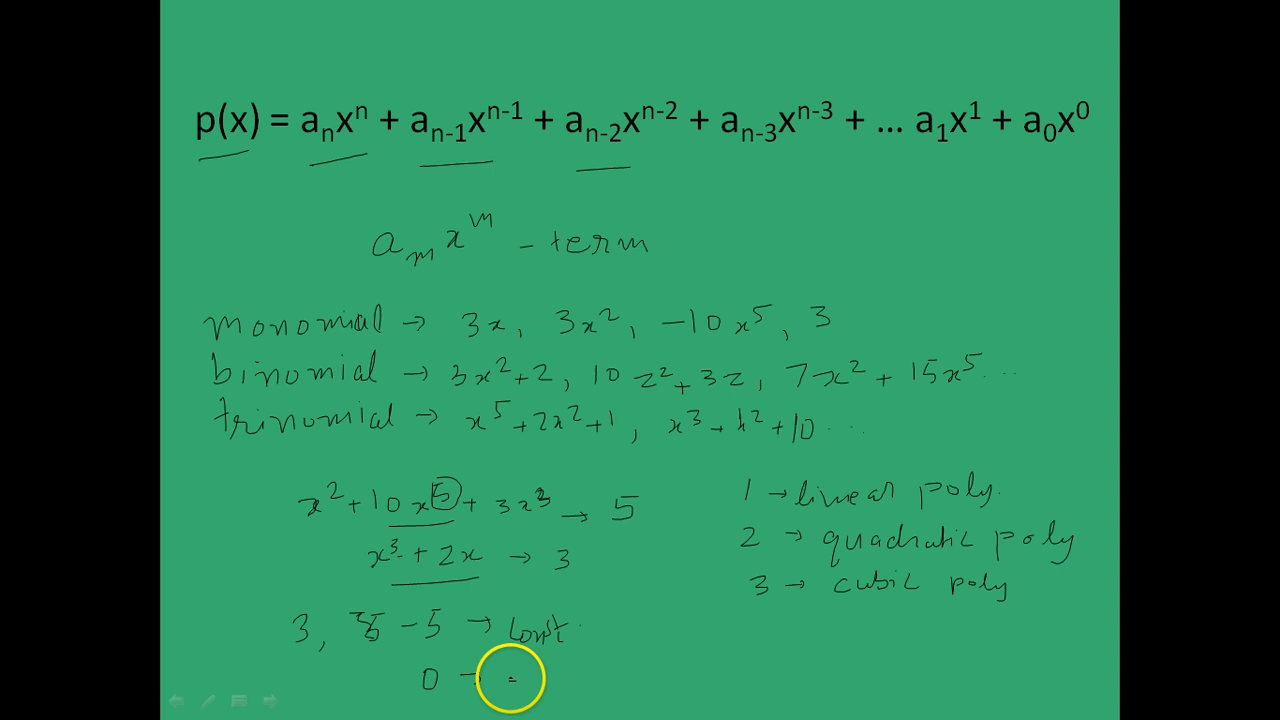 p(x) = aₙxⁿ + aₙ₋₁xⁿ⁻¹ + aₙ₋₂xⁿ⁻² + aₙ₋₃xⁿ⁻³ + ... a₁x¹ + a₀x⁰
aₘxᵐ - term
monomial → 3x, 3x², -10x⁵, 3
binomial → 3x²+2, 10z²+3z, 7x² + 15x⁵...
trinomial → x⁵+2x²+1, x³+x²+10...
x²+10x⁵+3x³ → 5
x³+2x → 3
1 → linear poly.
2 → quadratic poly
3 → cubic poly
3, -5 → const.
0 → -